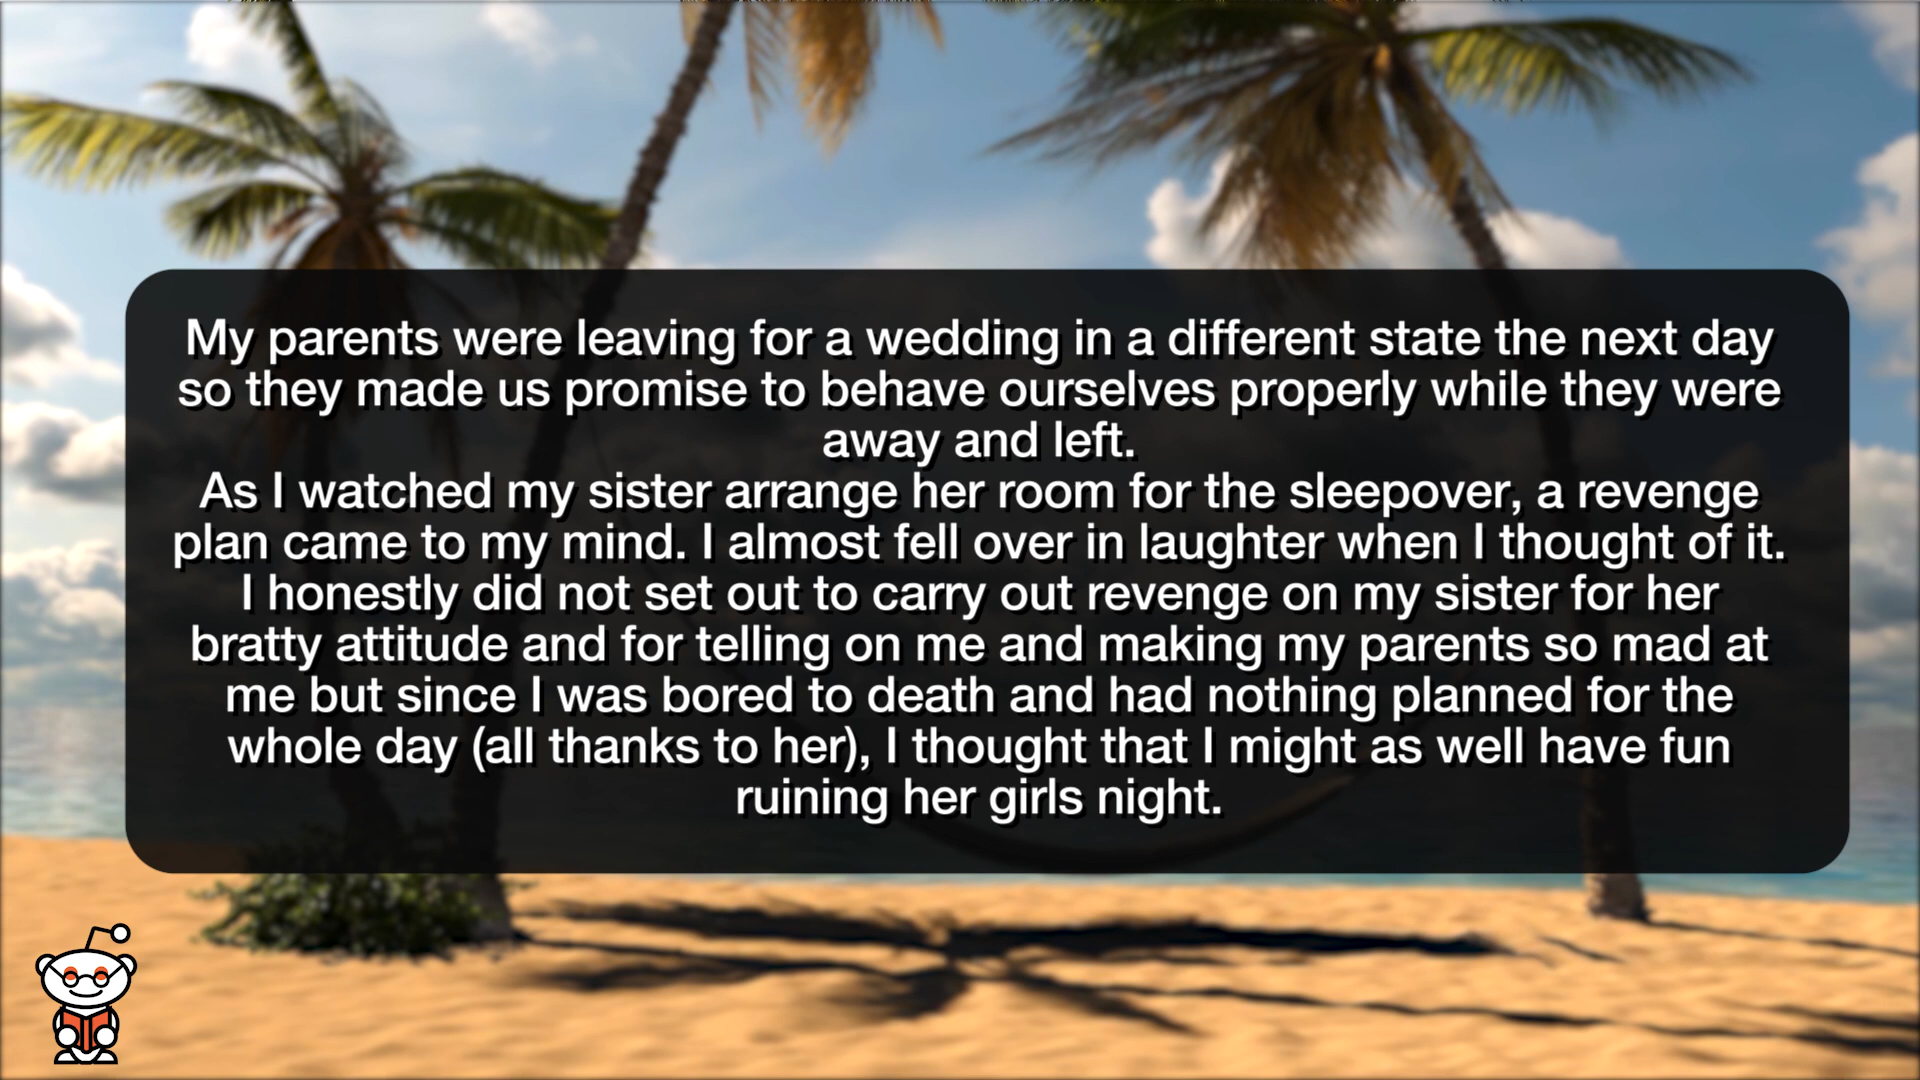 My parents were leaving for a wedding in a different state the next day
so they made us promise to behave ourselves properly while they were
away and left.
As I watched my sister arrange her room for the sleepover, a revenge
plan came to my mind. I almost fell over in laughter when I thought of it.
I honestly did not set out to carry out revenge on my sister for her
bratty attitude and for telling on me and making my parents so mad at
me but since I was bored to death and had nothing planned for the
whole day (all thanks to her), I thought that I might as well have fun
ruining her girls night.